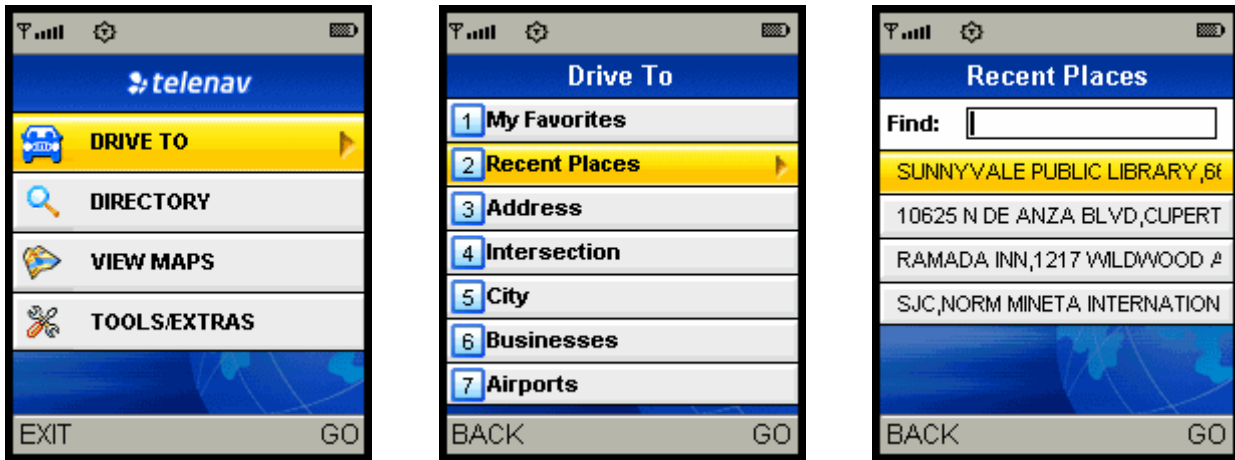 telenav
DRIVE TO
DIRECTORY
VIEW MAPS
TOOLS/EXTRAS
EXIT GO
Drive To
1 My Favorites
2 Recent Places
3 Address
4 Intersection
5 City
6 Businesses
7 Airports
BACK GO
Recent Places
Find:
SUNNYVALE PUBLIC LIBRARY,66
10625 N DE ANZA BLVD,CUPERT
RAMADA INN,1217 WILDWOOD A
SJC,NORM MINETA INTERNATION
BACK GO